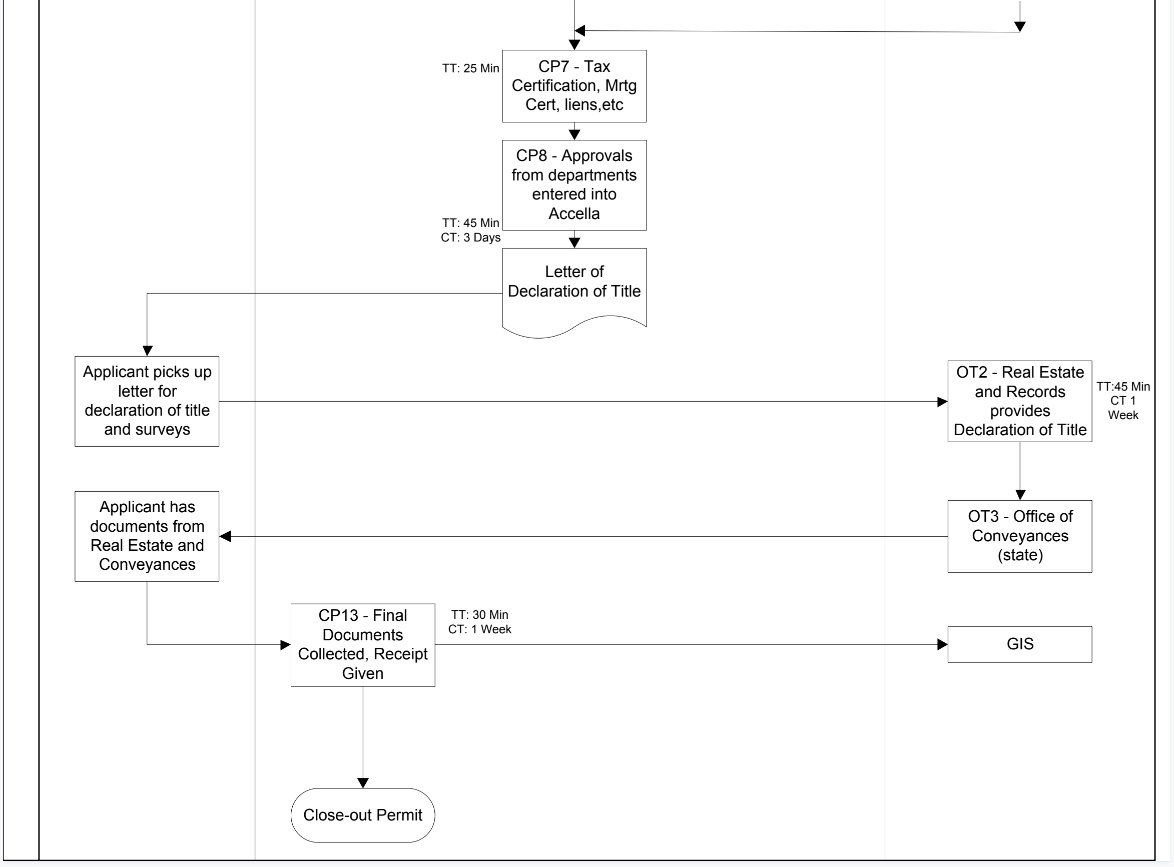 TT: 25 Min
CP7 - Tax
Certification, Mrtg
Cert, liens,etc
CP8 - Approvals
from departments
entered into
Accella
TT: 45 Min
CT: 3 Days
Letter of
Declaration of Title
Applicant picks up
letter for
declaration of title
and surveys
OT2 - Real Estate
and Records
provides
Declaration of Title
TT:45 Min
CT 1
Week
Applicant has
documents from
Real Estate and
Conveyances
OT3 - Office of
Conveyances
(state)
CP13 - Final
Documents
Collected, Receipt
Given
TT: 30 Min
CT: 1 Week
GIS
Close-out Permit